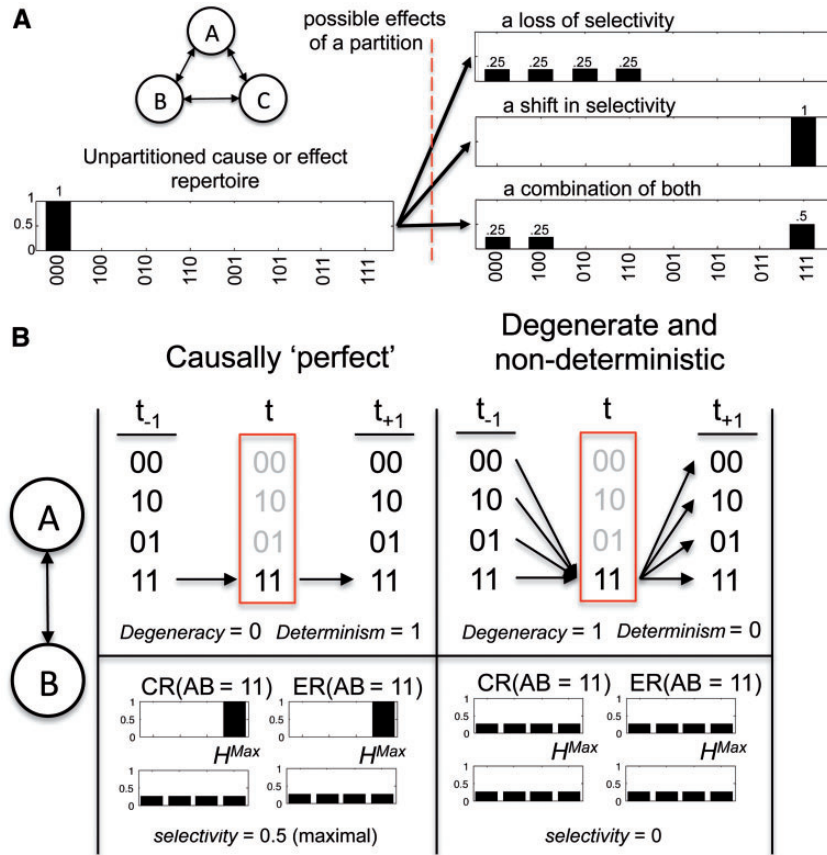 A
possible effects
of a partition
A
B
C
Unpartitioned cause or effect
repertoire
1
0.5
0
1
000 100 010 110 001 101 011 111
a loss of selectivity
.25 .25 .25 .25
a shift in selectivity
1
a combination of both
.25 .25 .5
000 100 010 110 001 101 011 111
B
Causally ‘perfect’
Degenerate and
non-deterministic
A
B
t-1 t t+1
00 00 00
10 10 10
01 01 01
11 11 11
Degeneracy = 0 Determinism = 1
t-1 t t+1
00 00 00
10 10 10
01 01 01
11 11 11
Degeneracy = 1 Determinism = 0
CR(AB = 11) ER(AB = 11)
1 1
0.5 0.5
0 0
HMax HMax
1 1
0.5 0.5
0 0
selectivity = 0.5 (maximal)
CR(AB = 11) ER(AB = 11)
1 1
0.5 0.5
0 0
HMax HMax
1 1
0.5 0.5
0 0
selectivity = 0